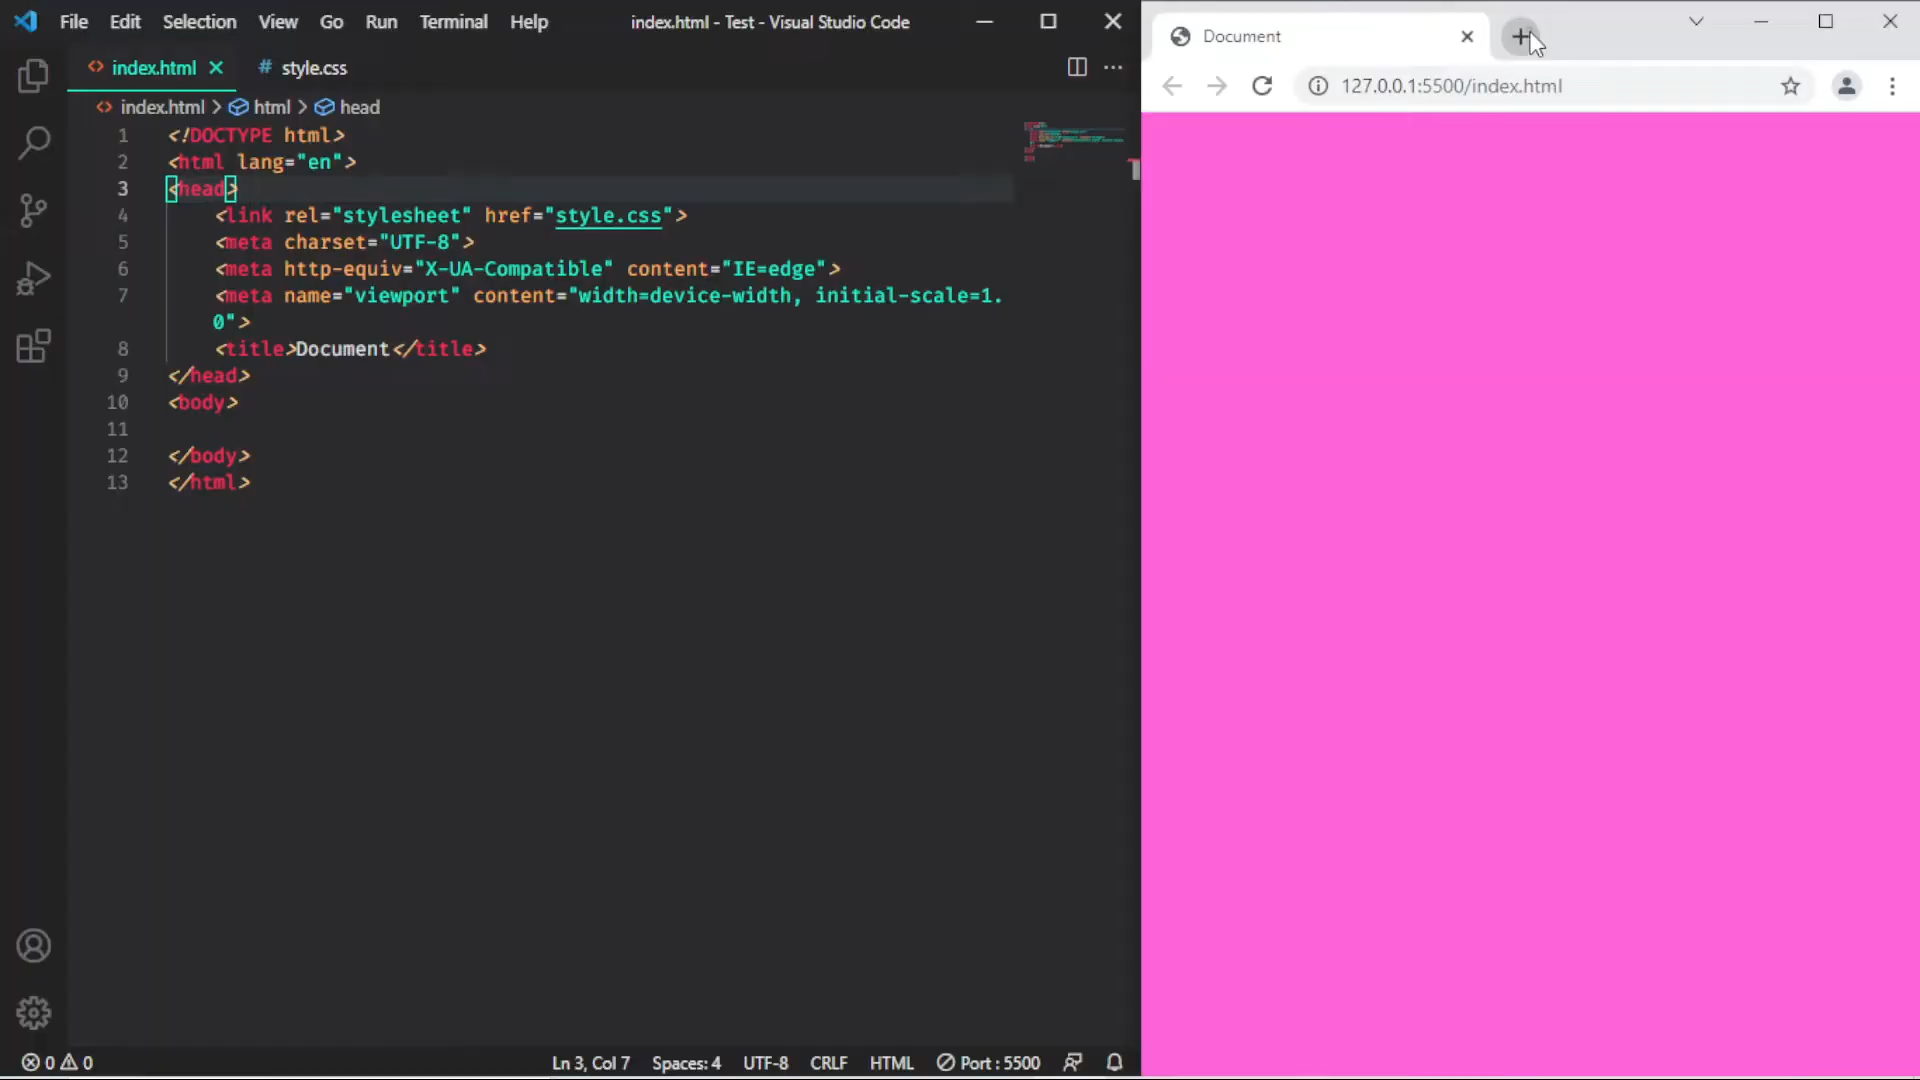 File Edit Selection View Go Run Terminal Help index.html - Test - Visual Studio Code
index.html style.css
index.html > html > head
1 <!DOCTYPE html>
2 <html lang="en">
3 <head>
4 <link rel="stylesheet" href="style.css">
5 <meta charset="UTF-8">
6 <meta http-equiv="X-UA-Compatible" content="IE=edge">
7 <meta name="viewport" content="width=device-width, initial-scale=1.
0">
8 <title>Document</title>
9 </head>
10 <body>
11
12 </body>
13 </html>
0 0 Ln 3, Col 7 Spaces: 4 UTF-8 CRLF HTML Port : 5500
Document
127.0.0.1:5500/index.html